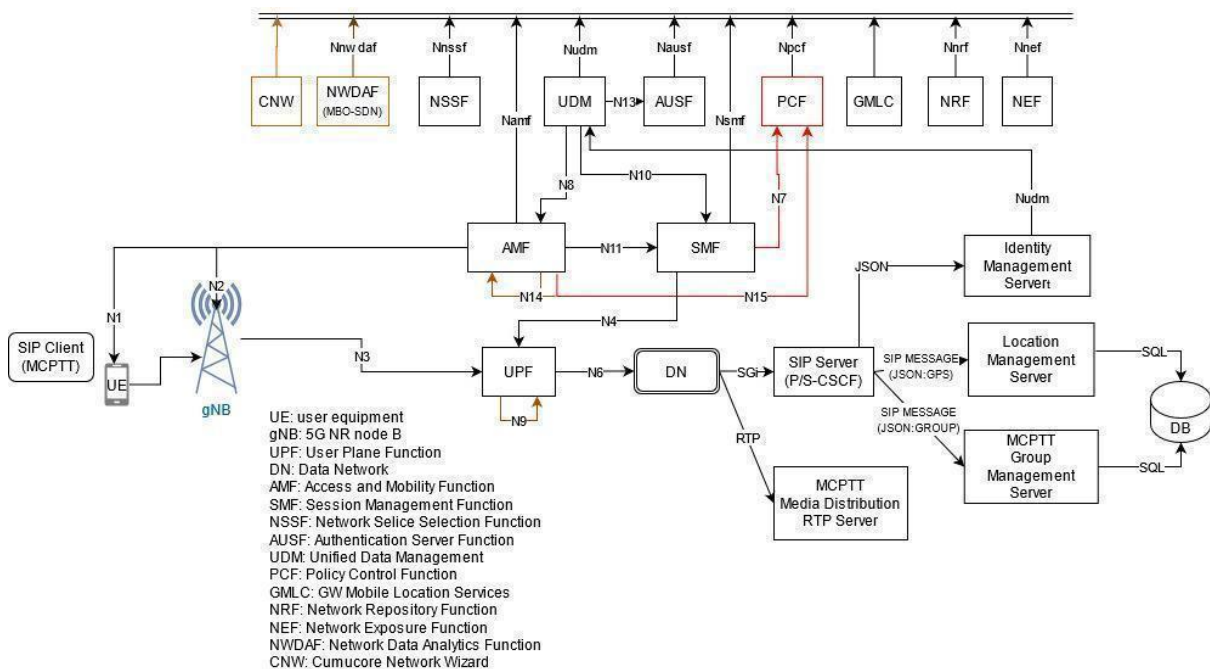 Nnwdaf
Nnssf
Nudm
Nausf
Npcf
Nnrf
Nnef
CNW
NWDAF
(MBO-SDN)
NSSF
Namf
UDM
N13
AUSF
Nsmf
PCF
GMLC
NRF
NEF
N8
N10
N7
Nudm
AMF
N11
SMF
Identity
Management
Servert
JSON
N2
N14
N15
N1
N4
SIP Client
(MCPTT)
N3
UE
gNB
UPF
N6
DN
SGi
SIP Server
(P/S-CSCF)
SIP MESSAGE
(JSON:GPS)
Location
Management
Server
SQL
N9
SIP MESSAGE
(JSON:GROUP)
DB
RTP
MCPTT
Group
Management
Server
SQL
MCPTT
Media Distribution
RTP Server
UE: user equipment
gNB: 5G NR node B
UPF: User Plane Function
DN: Data Network
AMF: Access and Mobility Function
SMF: Session Management Function
NSSF: Network Selice Selection Function
AUSF: Authentication Server Function
UDM: Unified Data Management
PCF: Policy Control Function
GMLC: GW Mobile Location Services
NRF: Network Repository Function
NEF: Network Exposure Function
NWDAF: Network Data Analytics Function
CNW: Cumucore Network Wizard